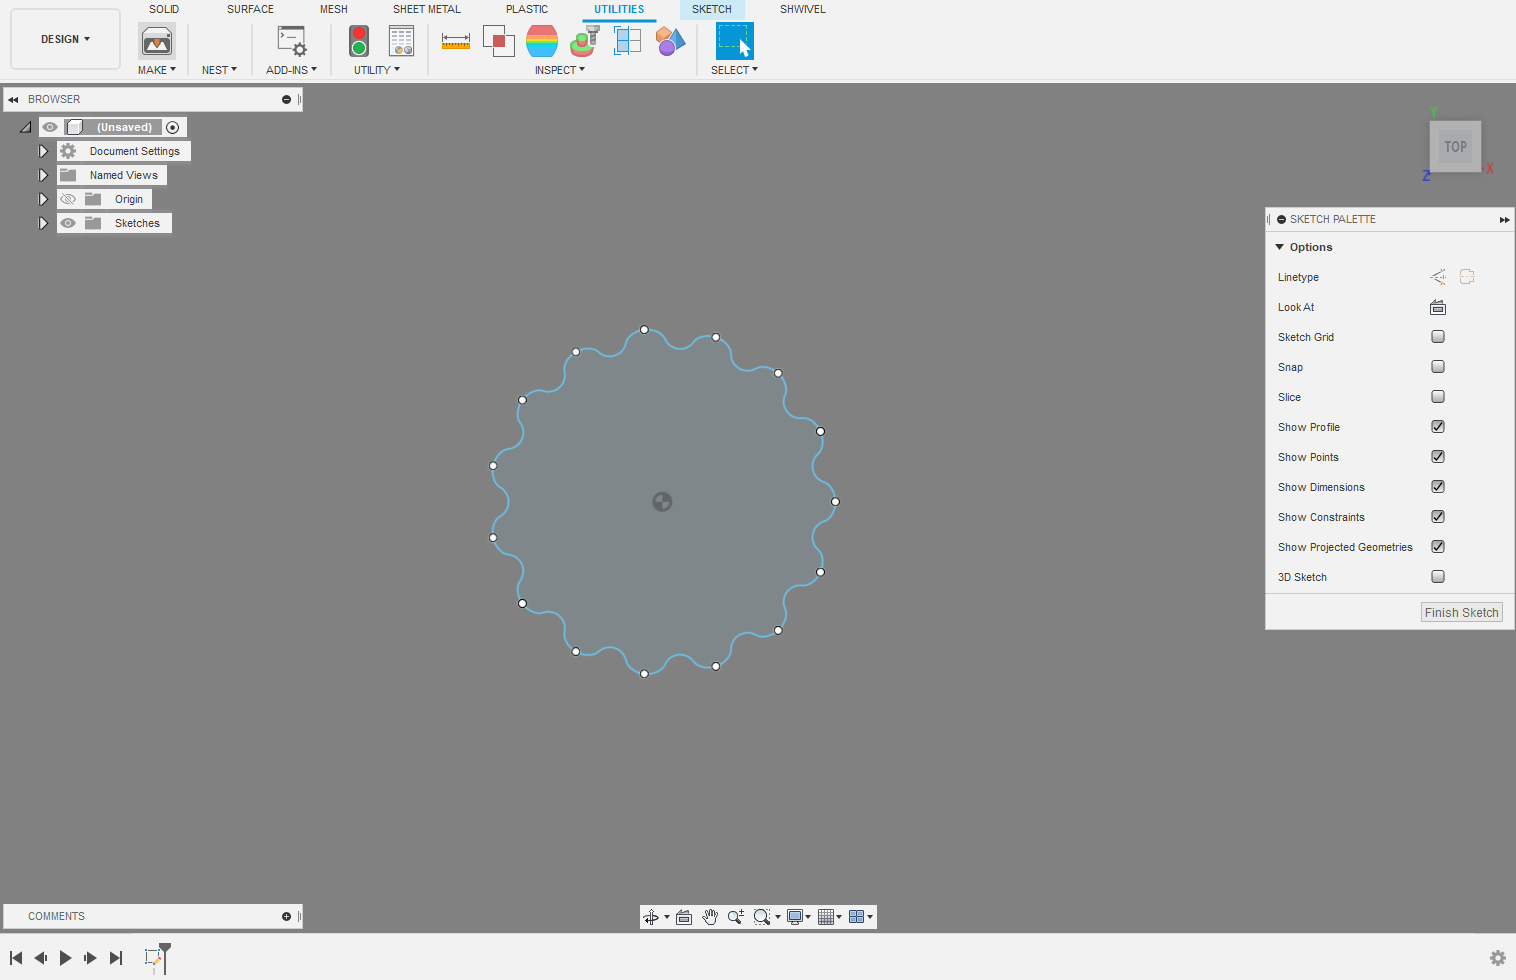 SOLID SURFACE MESH SHEET METAL PLASTIC UTILITIES SKETCH SHWIVEL
DESIGN
MAKE NEST ADD-INS UTILITY INSPECT SELECT
BROWSER
(Unsaved)
Document Settings
Named Views
Origin
Sketches
Y
TOP
X
Z
SKETCH PALETTE
Options
Linetype
Look At
Sketch Grid
Snap
Slice
Show Profile
Show Points
Show Dimensions
Show Constraints
Show Projected Geometries
3D Sketch
Finish Sketch
COMMENTS